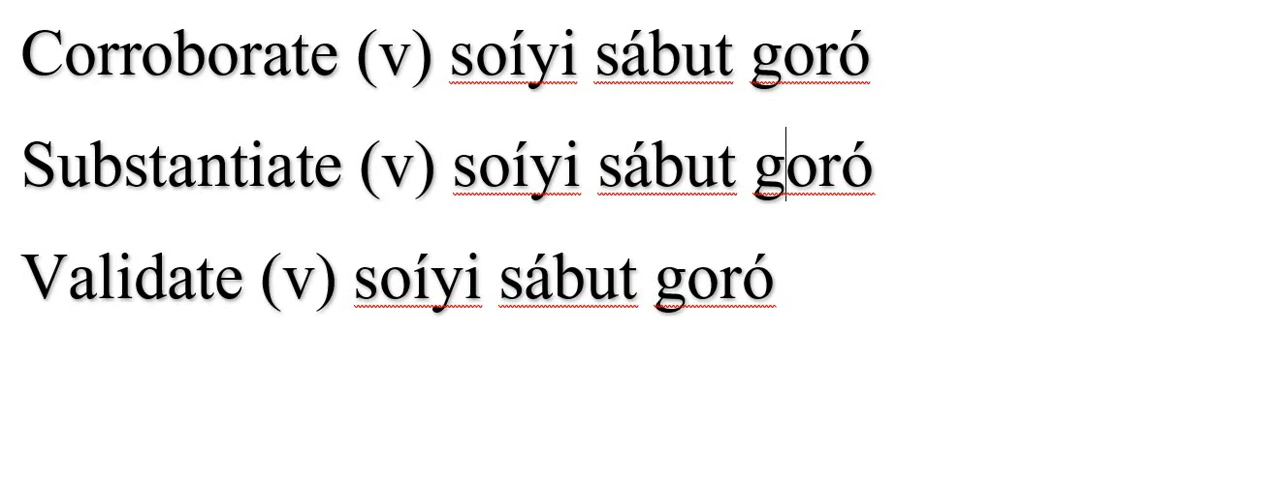 Corroborate (v) soíyi sábut goró
Substantiate (v) soíyi sábut goró
Validate (v) soíyi sábut goró